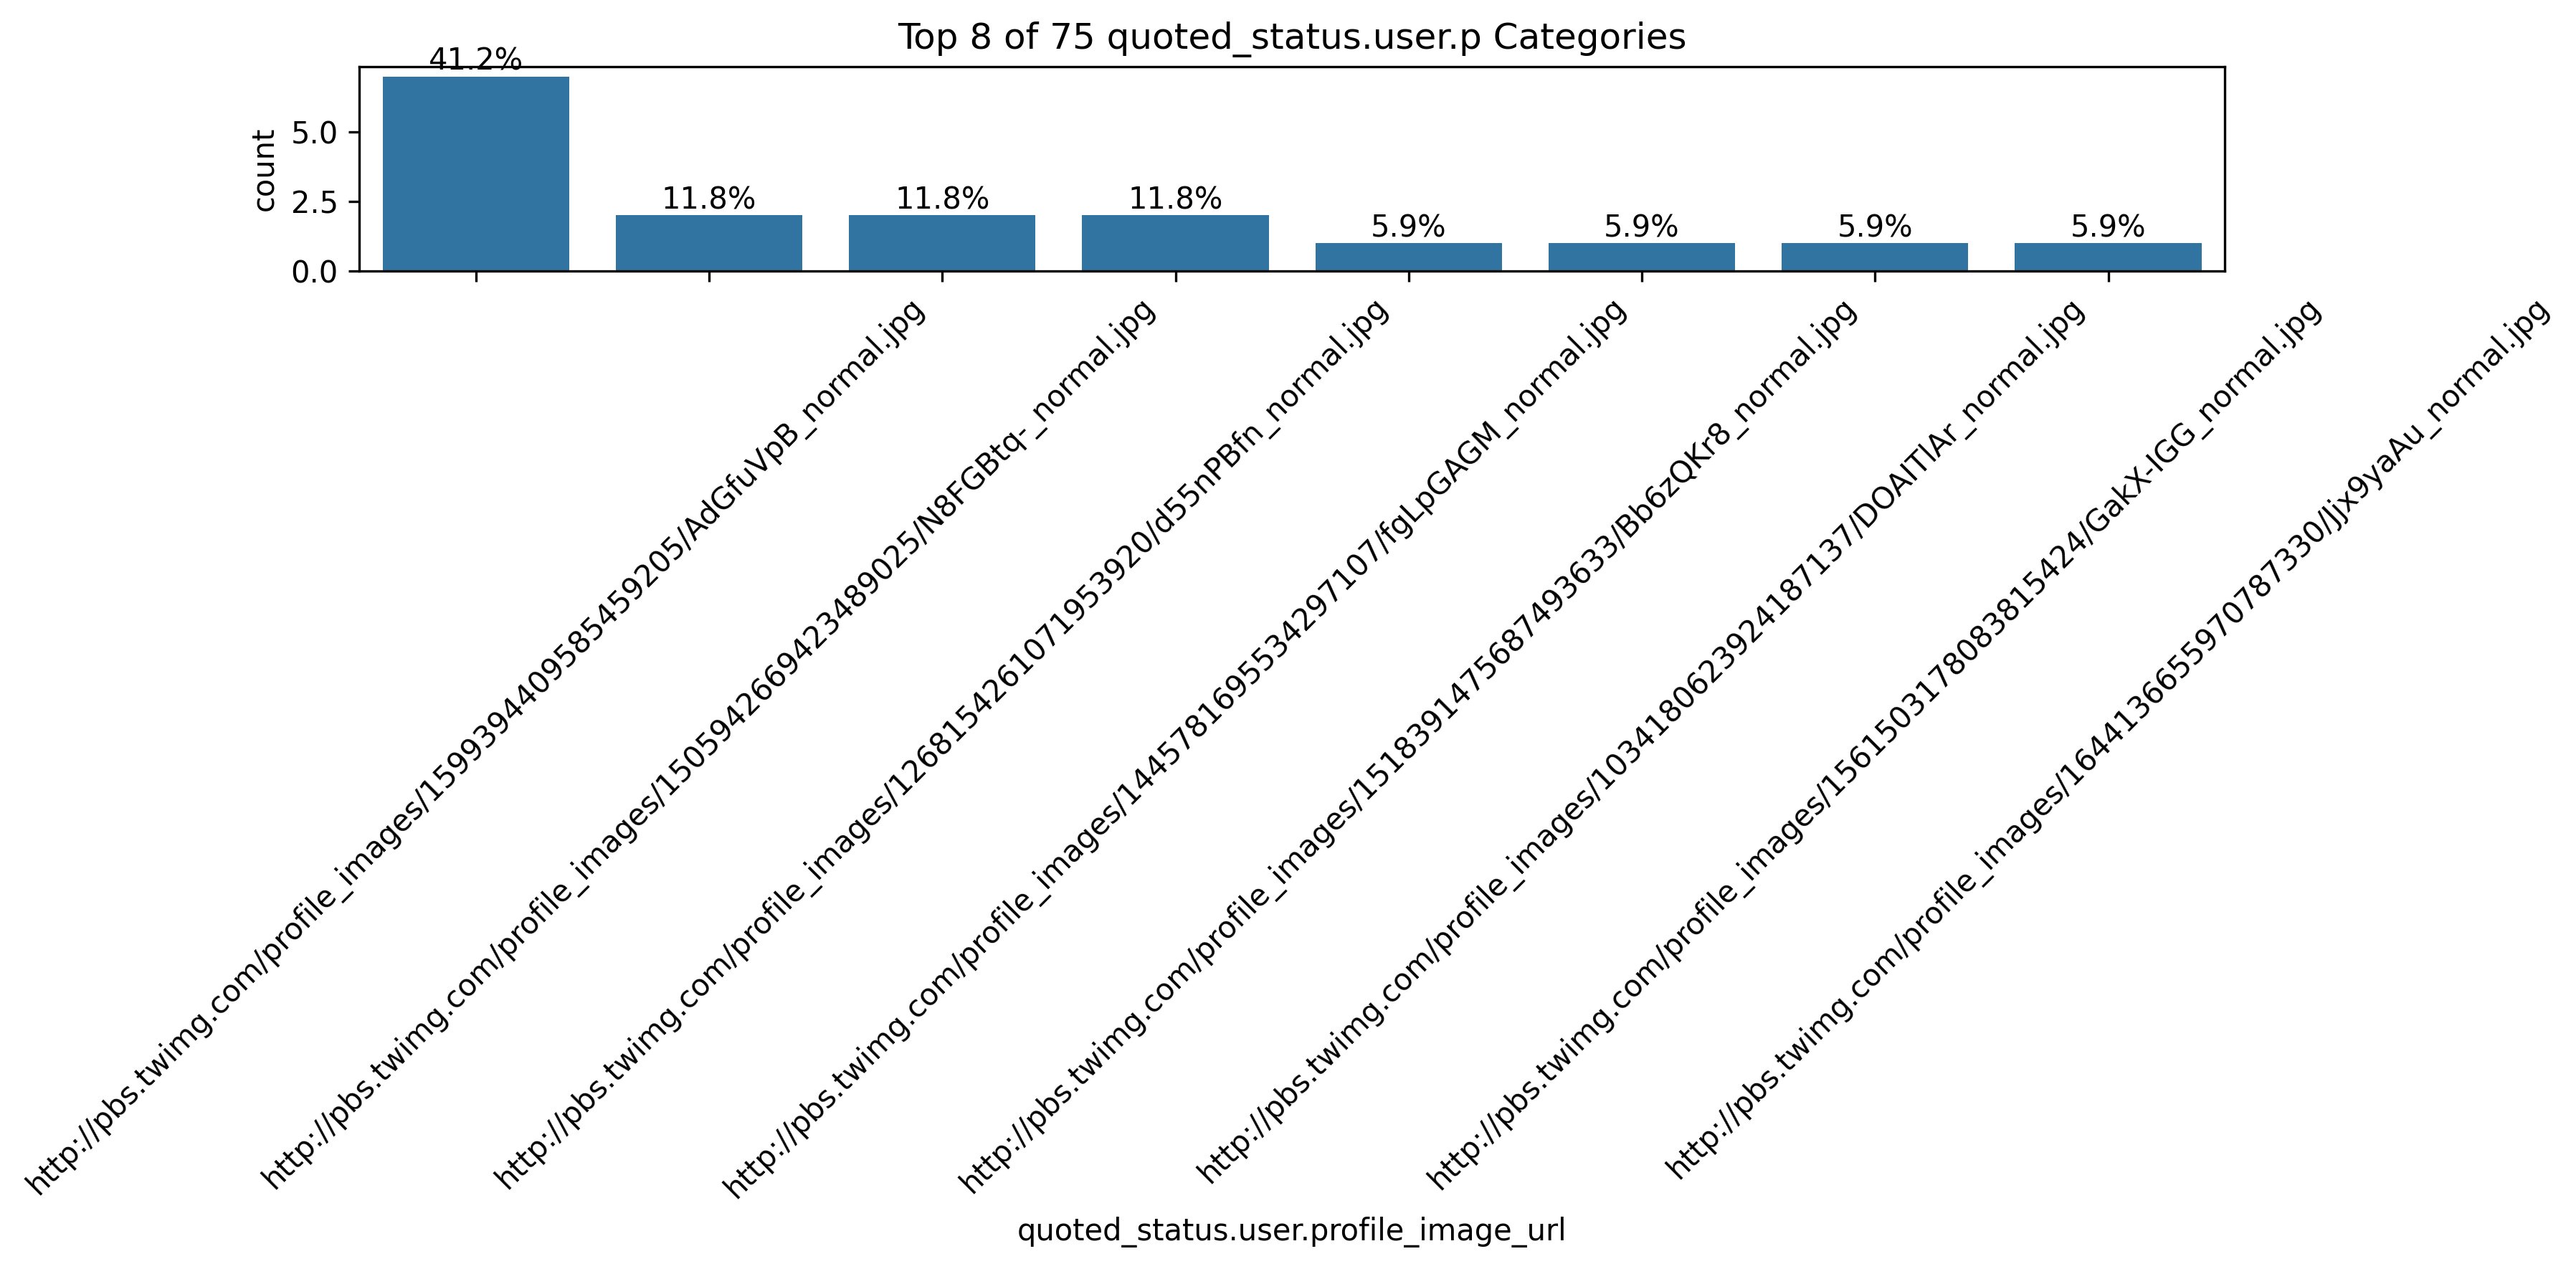 Top 8 of 75 quoted_status.user.p Categories
count
5.0
2.5
0.0
41.2%
11.8%
11.8%
11.8%
5.9%
5.9%
5.9%
5.9%
http://pbs.twimg.com/profile_images/1599394409585459205/AdGfuVpB_normal.jpg
http://pbs.twimg.com/profile_images/1505942669423489025/N8FGBtq-_normal.jpg
http://pbs.twimg.com/profile_images/1268154261071953920/d55nPBfn_normal.jpg
http://pbs.twimg.com/profile_images/1445781695534297107/fgLpGAGM_normal.jpg
http://pbs.twimg.com/profile_images/1518391475687493633/Bb6zQKr8_normal.jpg
http://pbs.twimg.com/profile_images/1034180623924187137/DOAITlAr_normal.jpg
http://pbs.twimg.com/profile_images/1561503178083815424/GakX-IGG_normal.jpg
http://pbs.twimg.com/profile_images/1644136655970787330/Jjx9yaAu_normal.jpg
quoted_status.user.profile_image_url